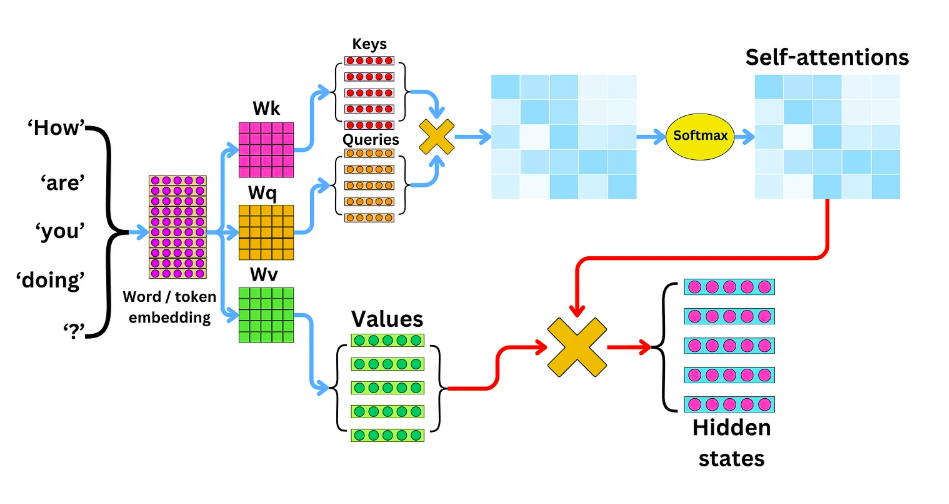 ‘How’
‘are’
‘you’
‘doing’
‘?’
Word / token
embedding
Wk
Wq
Wv
Keys
Queries
Values
Softmax
Self-attentions
Hidden
states